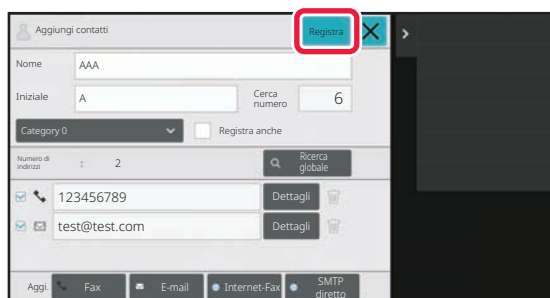 Aggiungi contatti
Registra
Nome
AAA
Iniziale
A
Cerca
numero
6
Category 0
Registra anche
Numero di
indirizzi
:
2
Ricerca
globale
123456789
Dettagli
test@test.com
Dettagli
Aggi.
Fax
E-mail
Internet-Fax
SMTP
diretto